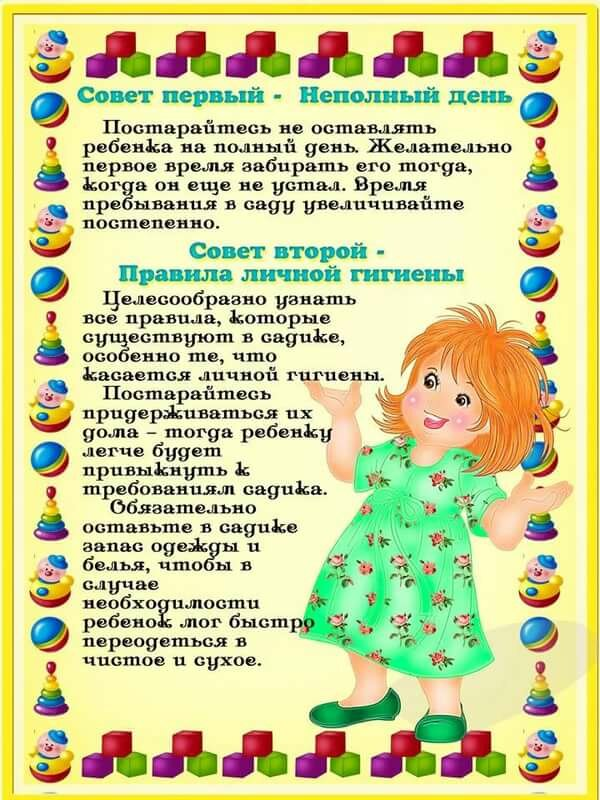 Совет первый - Неполный день
Постарайтесь не оставлять
ребенка на полный день. Желательно
первое время забирать его тогда,
когда он еще не устал. Время
пребывания в саду увеличивайте
постепенно.
Совет второй -
Правила личной гигиены
Целесообразно узнать
все правила, которые
существуют в садике,
особенно те, что
касается личной гигиены.
Постарайтесь
придерживаться их
дома – тогда ребенку
легче будет
привыкнуть к
требованиям садика.
Обязательно
оставьте в садике
запас одежды и
белья, чтобы в
случае
необходимости
ребенок мог быстро
переодеться в
чистое и сухое.